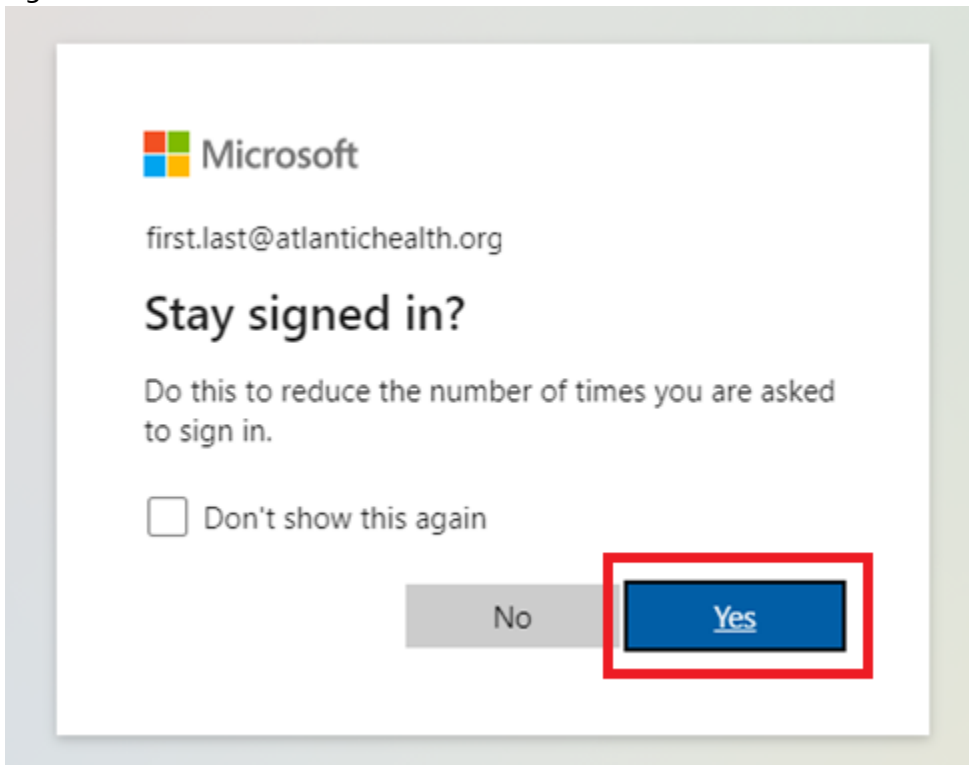 Microsoft
first.last@atlantichealth.org
Stay signed in?
Do this to reduce the number of times you are asked
to sign in.
Don't show this again
No
Yes